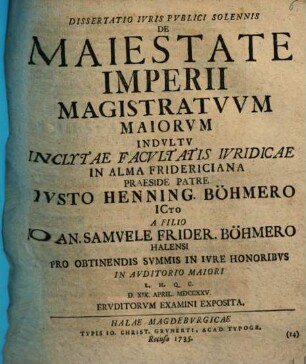 DISSERTATIO IVRIS PVBLICI SOLENNIS
DE
MAIESTATE
IMPERII
MAGISTRATVVM
MAIORVM
INDVLTV
INCLYTAE FACVLTATIS IVRIDICAE
IN ALMA FRIDERICIANA
PRAESIDE PATRE
IVSTO HENNING. BÖHMERO
ICTO
A FILIO
IOAN. SAMVELE FRIDER. BÖHMERO
HALENSI
PRO OBTINENDIS SVMMIS IN IVRE HONORIBVS
IN AVDITORIO MAIORI
L. H. Q. C.
D. APRIL. MDCCXXV.
ERVDITORVM EXAMINI EXPOSITA.
HALAE MAGDEBVRGICAE
TYPIS IO. CHRIST. GRVNERTI, ACAD. TYPOGR.
Recusa 1735. (14)